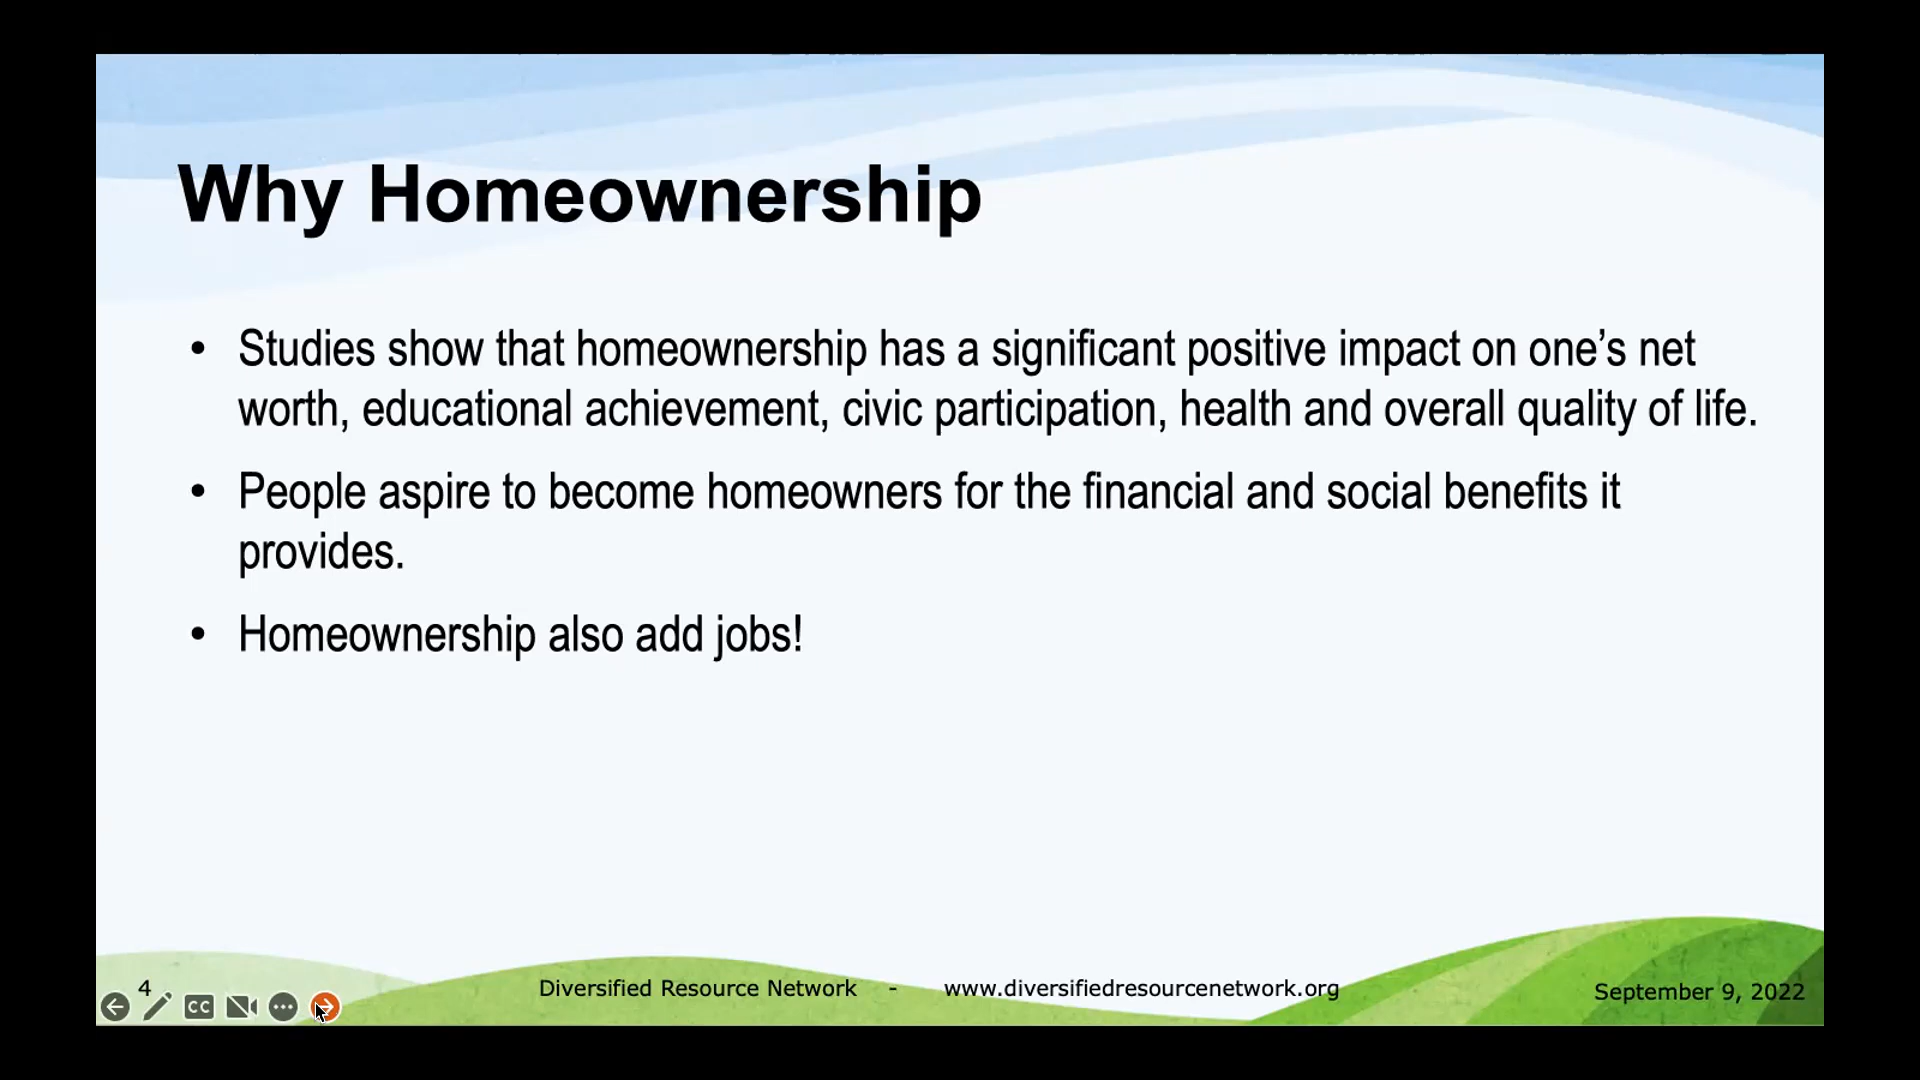 Why Homeownership
• Studies show that homeownership has a significant positive impact on one’s net
worth, educational achievement, civic participation, health and overall quality of life.
• People aspire to become homeowners for the financial and social benefits it
provides.
• Homeownership also add jobs!
4
CC
Diversified Resource Network - www.diversifiedresourcenetwork.org
September 9, 2022